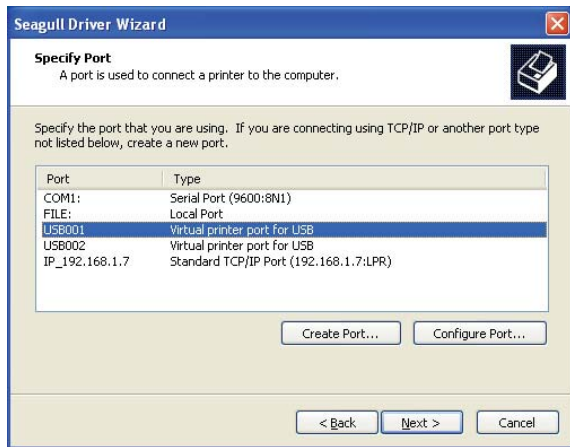 Seagull Driver Wizard
Specify Port
A port is used to connect a printer to the computer.
Specify the port that you are using. If you are connecting using TCP/IP or another port type
not listed below, create a new port.
Port Type
COM1: Serial Port (9600:8N1)
FILE: Local Port
USB001 Virtual printer port for USB
USB002 Virtual printer port for USB
IP_192.168.1.7 Standard TCP/IP Port (192.168.1.7:LPR)
Create Port... Configure Port...
< Back Next > Cancel